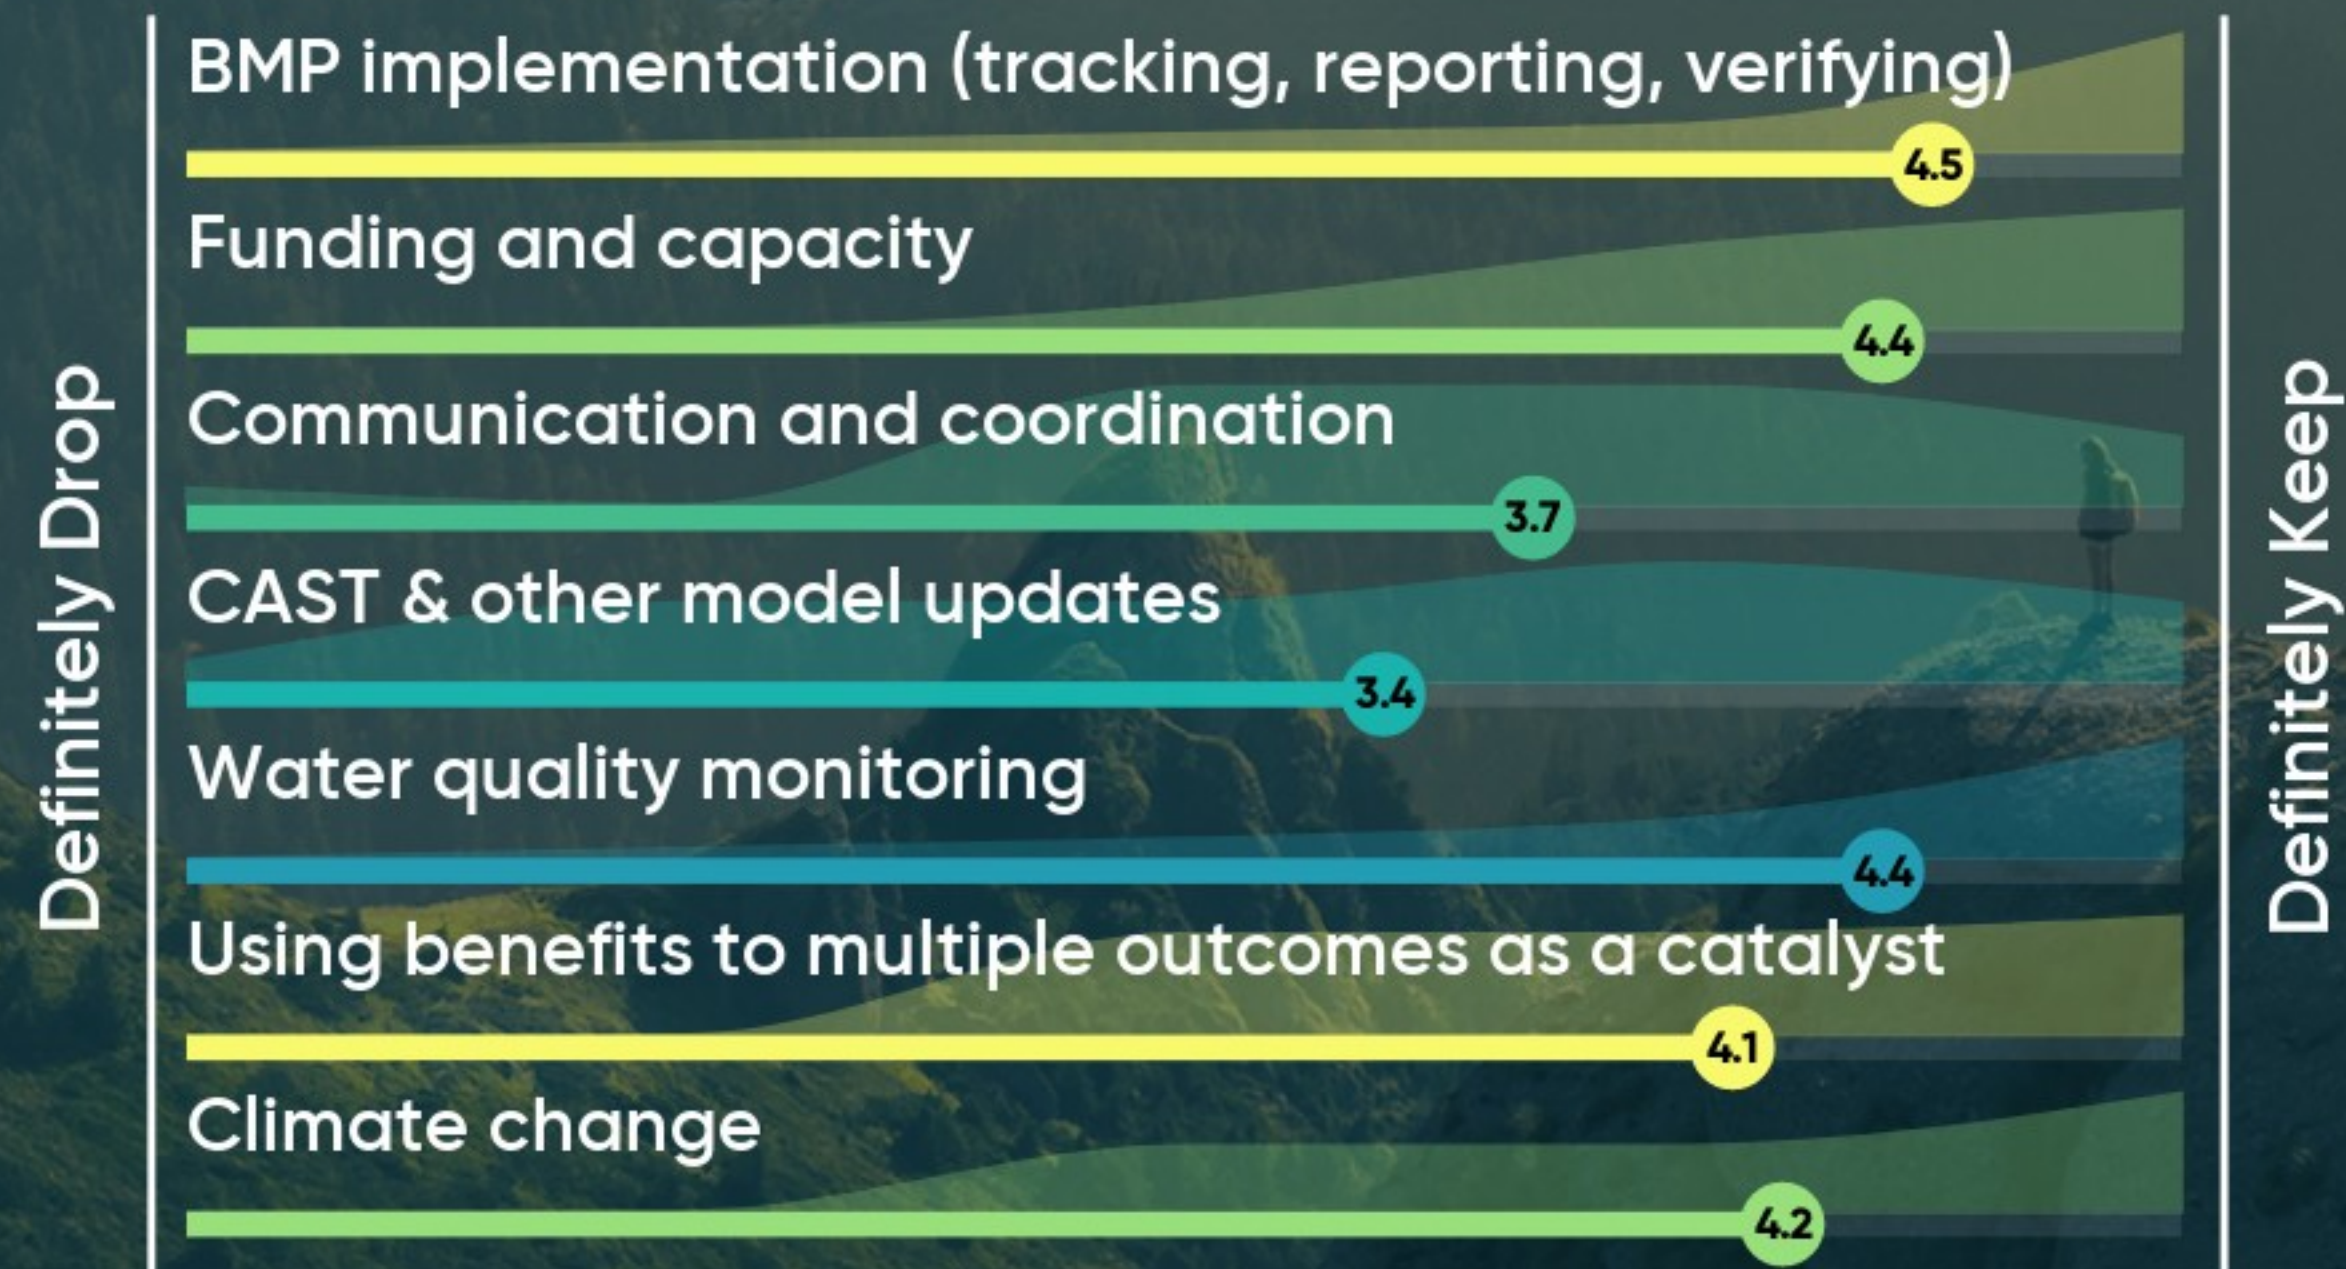 Definitely Drop
BMP implementation (tracking, reporting, verifying)
4.5
Funding and capacity
4.4
Communication and coordination
3.7
CAST & other model updates
3.4
Water quality monitoring
4.4
Using benefits to multiple outcomes as a catalyst
4.1
Climate change
4.2
Definitely Keep